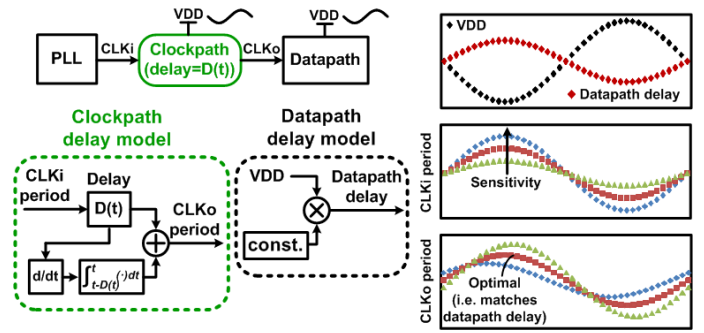 VDD
VDD
PLL
CLKi
Clockpath
(delay=D(t))
CLKo
Datapath
Clockpath
delay model
Datapath
delay model
CLKi
period
Delay
D(t)
CLKo
period
d/dt
∫ t t-D(t) (·)dt
VDD
Datapath
delay
const.
VDD
Datapath delay
CLKi period
Sensitivity
CLKo period
Optimal
(i.e. matches
datapath delay)